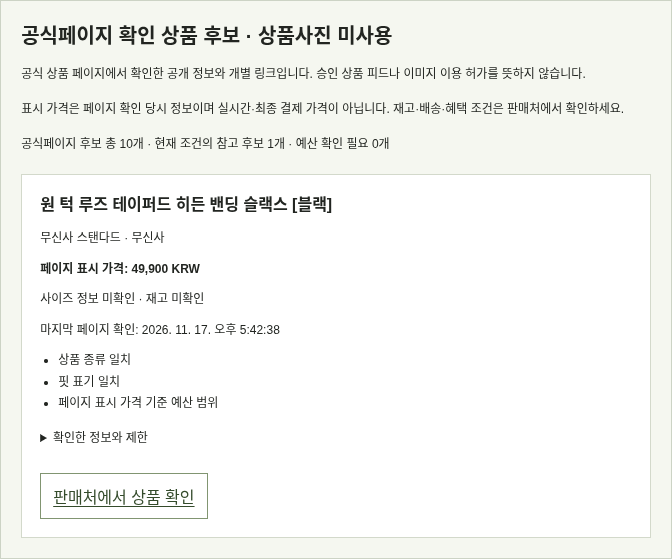 공식페이지 확인 상품 후보 · 상품사진 미사용
공식 상품 페이지에서 확인한 공개 정보와 개별 링크입니다. 승인 상품 피드나 이미지 이용 허가를 뜻하지 않습니다.
표시 가격은 페이지 확인 당시 정보이며 실시간·최종 결제 가격이 아닙니다. 재고·배송·혜택 조건은 판매처에서 확인하세요.
공식페이지 후보 총 10개 · 현재 조건의 참고 후보 1개 · 예산 확인 필요 0개
원 턱 루즈 테이퍼드 히든 밴딩 슬랙스 [블랙]
무신사 스탠다드 · 무신사
페이지 표시 가격: 49,900 KRW
사이즈 정보 미확인 · 재고 미확인
마지막 페이지 확인: 2026. 11. 17. 오후 5:42:38
• 상품 종류 일치
• 핏 표기 일치
• 페이지 표시 가격 기준 예산 범위
▶ 확인한 정보와 제한
판매처에서 상품 확인